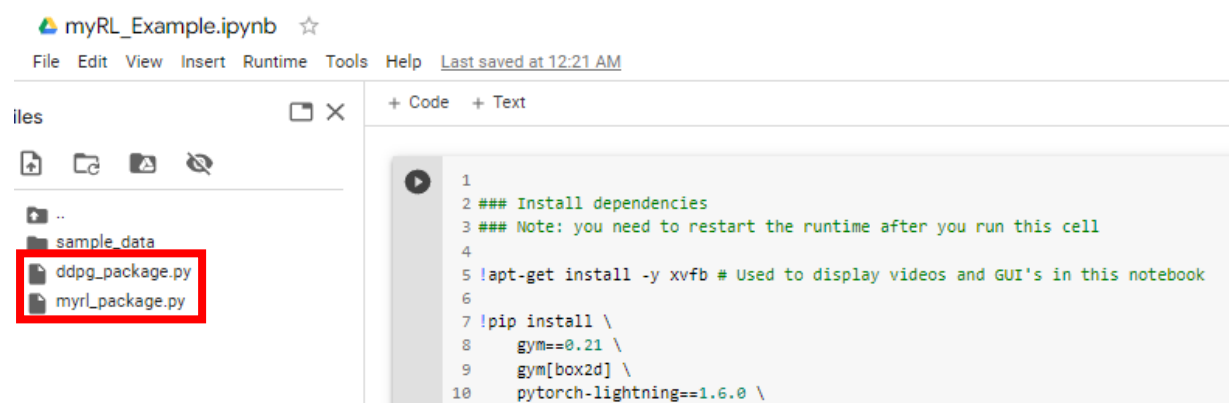 myRL_Example.ipynb
File Edit View Insert Runtime Tools Help Last saved at 12:21 AM
iles
+ Code + Text
..
sample_data
ddpg_package.py
myrl_package.py
1
2 ### Install dependencies
3 ### Note: you need to restart the runtime after you run this cell
4
5 !apt-get install -y xvfb # Used to display videos and GUI's in this notebook
6
7 !pip install \
8 gym==0.21 \
9 gym[box2d] \
10 pytorch-lightning==1.6.0 \